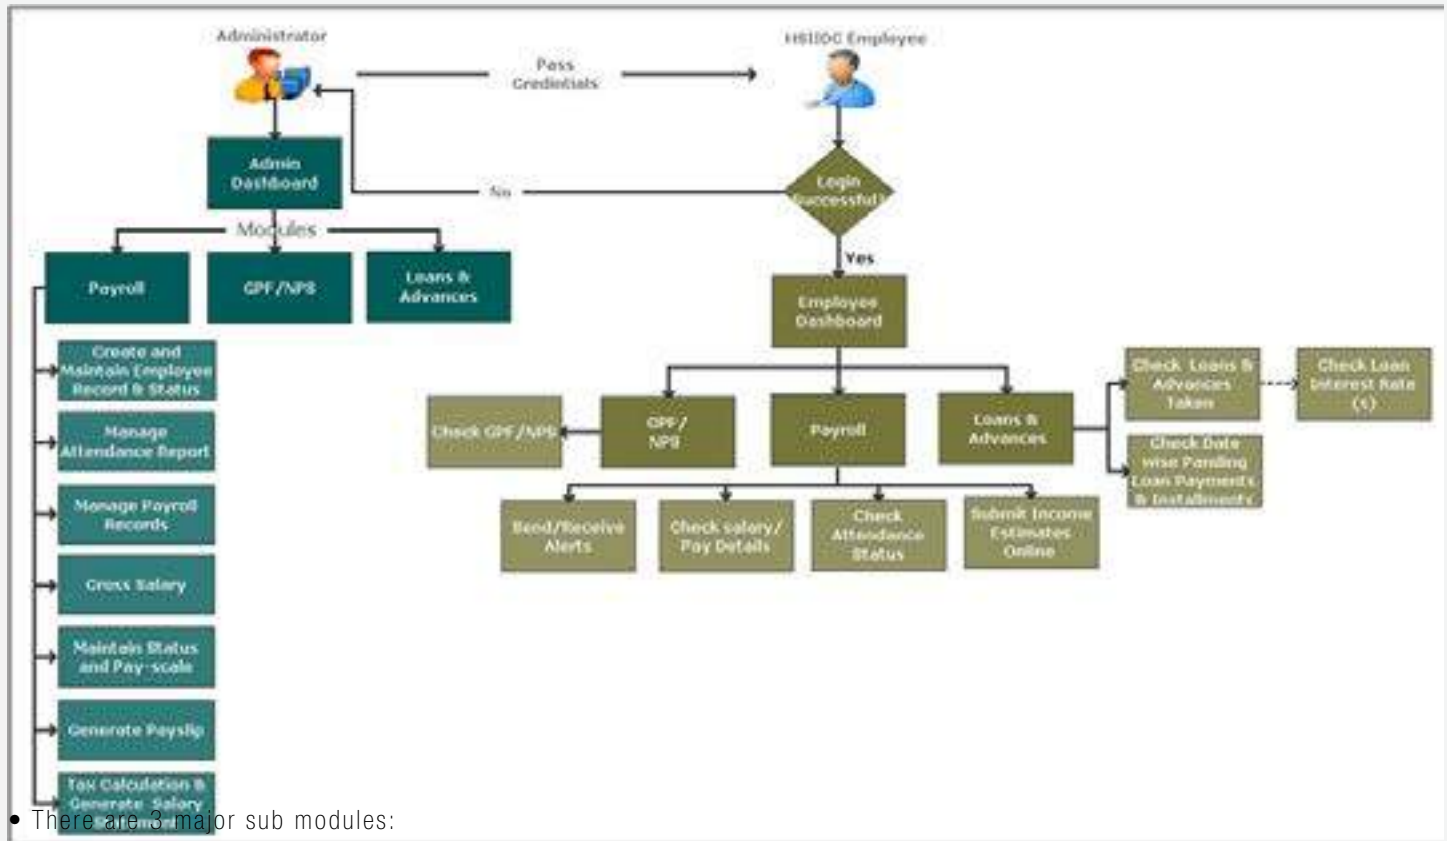 Administrator
HSIIDC Employee
Pass
Credintials
Admin
Dashboard
Login
Successful?
No
Modules
Yes
Payroll
GPF/NPS
Loans &
Advances
Employee
Dashboard
Create and
Maintain Employee
Record & Status
Check Loans &
Advances
Taken
Check Loan
Interest Rate
(s)
Check GPF/NPS
GPF/
NPS
Payroll
Loans &
Advances
Manage
Attendance Report
Check Date
wise Panding
Loan Payments
& Installments
Manage Payroll
Records
Send/Receive
Alerts
Check salary/
Pay Details
Check
Attendance
Status
Submit Income
Estimates
Online
Gross Salary
Maintain Status
and Pay-scale
Generate Payslip
Tax Calculation &
Generate Salary
Statement
• There are 3 major sub modules: